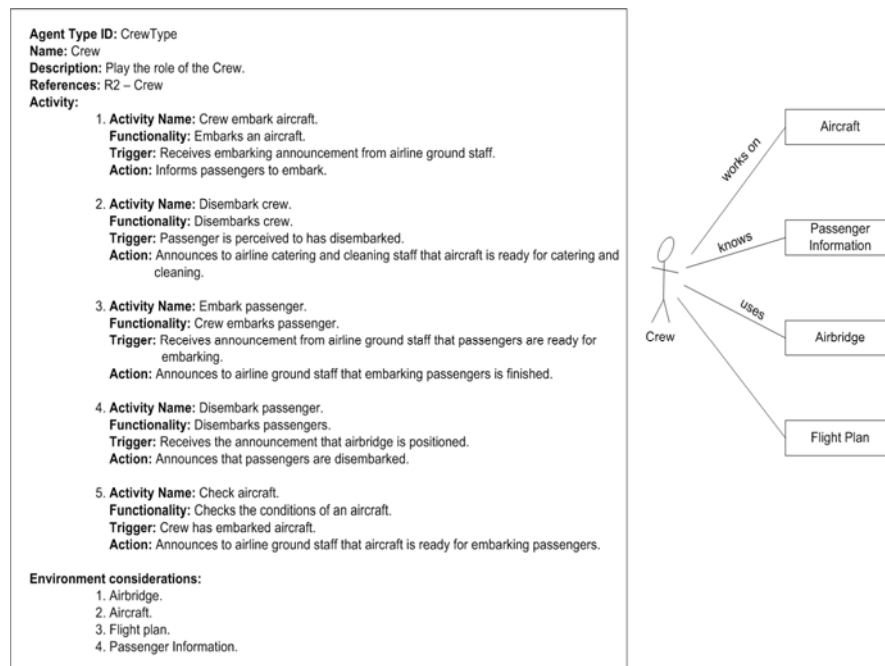 Agent Type ID: CrewType
Name: Crew
Description: Play the role of the Crew.
References: R2 – Crew
Activity:
1. Activity Name: Crew embark aircraft.
Functionality: Embarks an aircraft.
Trigger: Receives embarking announcement from airline ground staff.
Action: Informs passengers to embark.
2. Activity Name: Disembark crew.
Functionality: Disembarks crew.
Trigger: Passenger is perceived to has disembarked.
Action: Announces to airline catering and cleaning staff that aircraft is ready for catering and
cleaning.
3. Activity Name: Embark passenger.
Functionality: Crew embarks passenger.
Trigger: Receives announcement from airline ground staff that passengers are ready for
embarking.
Action: Announces to airline ground staff that embarking passengers is finished.
4. Activity Name: Disembark passenger.
Functionality: Disembarks passengers.
Trigger: Receives the announcement that airbridge is positioned.
Action: Announces that passengers are disembarked.
5. Activity Name: Check aircraft.
Functionality: Checks the conditions of an aircraft.
Trigger: Crew has embarked aircraft.
Action: Announces to airline ground staff that aircraft is ready for embarking passengers.
Environment considerations:
1. Airbridge.
2. Aircraft.
3. Flight plan.
4. Passenger Information.
Aircraft
works on
Passenger
Information
knows
uses
Crew
Airbridge
Flight Plan